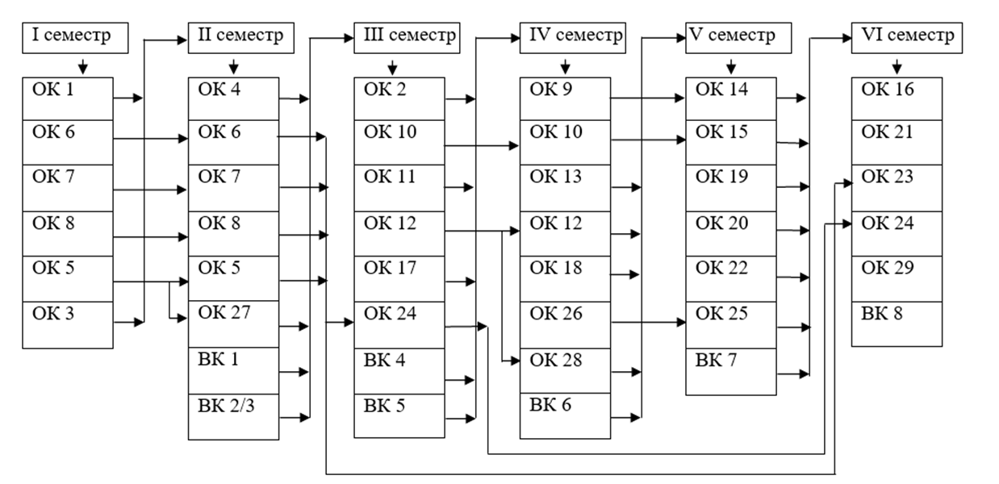 I семестр
II семестр
III семестр
IV семестр
V семестр
VI семестр
ОК 1
ОК 6
ОК 7
ОК 8
ОК 5
ОК 3
ОК 4
ОК 6
ОК 7
ОК 8
ОК 5
ОК 27
ВК 1
ВК 2/3
ОК 2
ОК 10
ОК 11
ОК 12
ОК 17
ОК 24
ВК 4
ВК 5
ОК 9
ОК 10
ОК 13
ОК 12
ОК 18
ОК 26
ОК 28
ВК 6
ОК 14
ОК 15
ОК 19
ОК 20
ОК 22
ОК 25
ВК 7
ОК 16
ОК 21
ОК 23
ОК 24
ОК 29
ВК 8